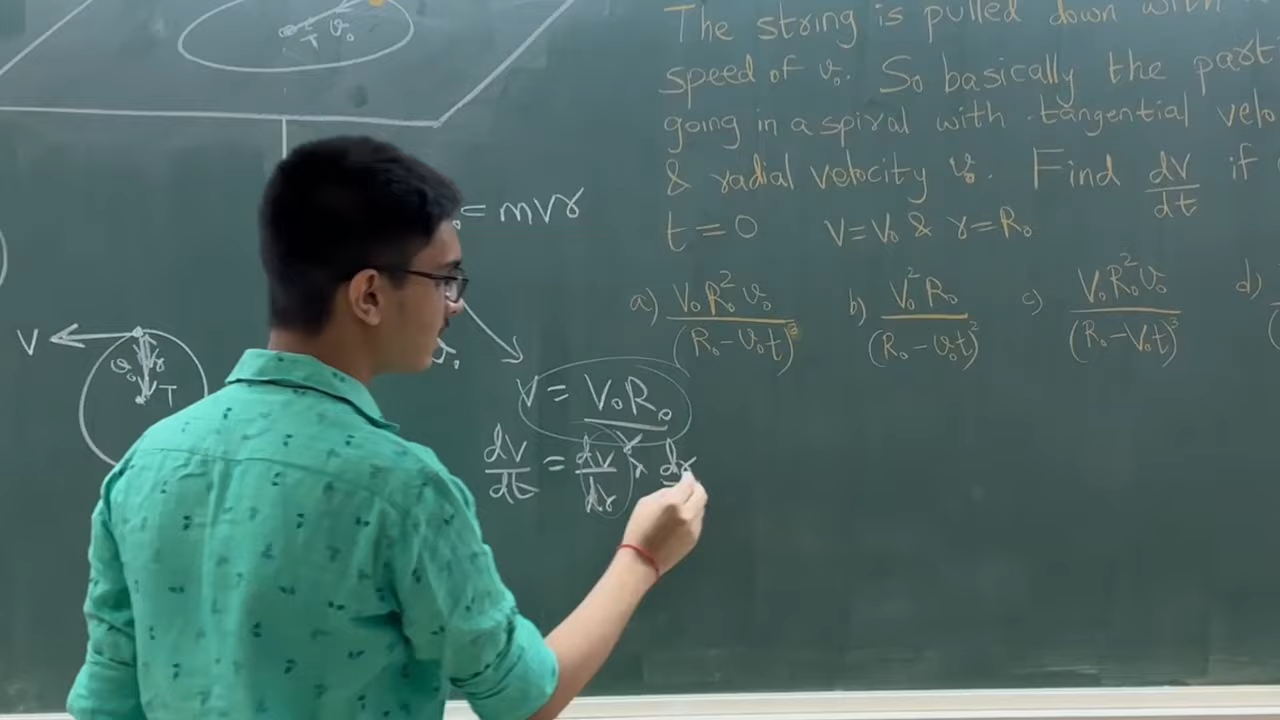 The string is pulled down with
speed of v₀. So basically the part
going in a spiral with tangential velo
& radial velocity v₀. Find dV/dt if
t = 0 V = V₀ & r = R₀
a) V₀R₀²v₀/(R₀-v₀t)² b) V₀²R₀/(R₀-v₀t)² c) V₀R₀²v₀/(R₀-V₀t)³ d)
T v₀
= mVr
V v₀ r T
V = V₀R₀/r
dV/dt = dV/dr × dr